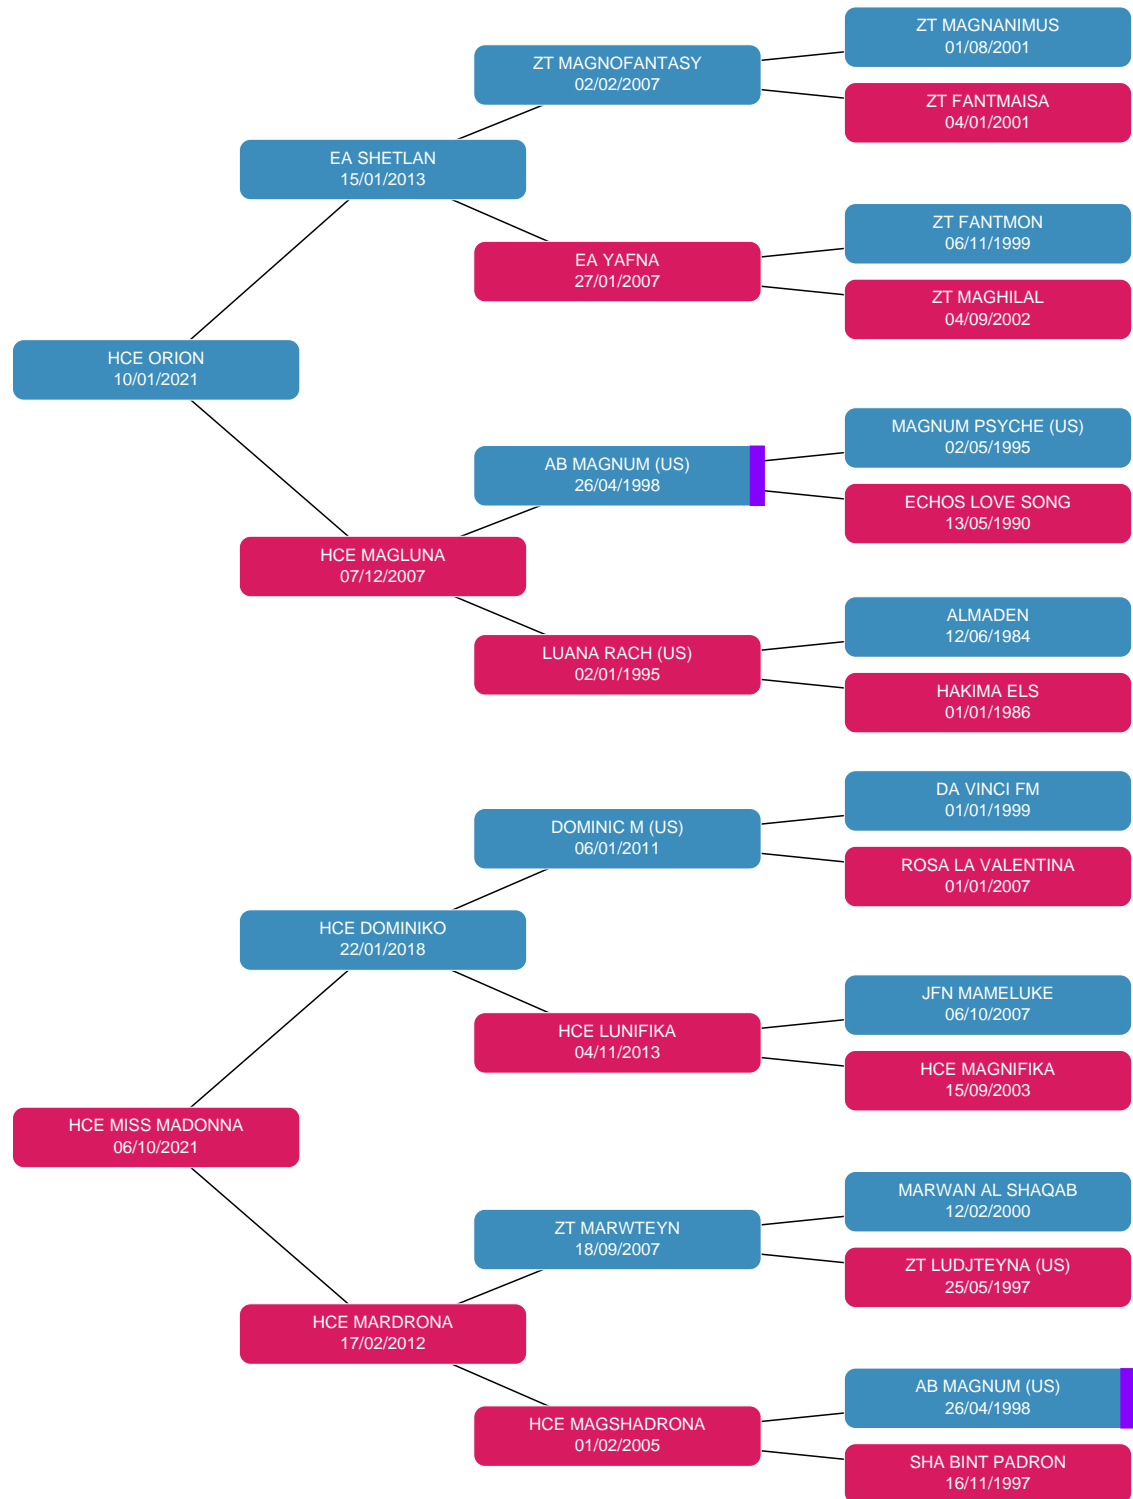 ZT MAGNANIMUS
01/08/2001
ZT MAGNOFANTASY
02/02/2007
ZT FANTMAISA
04/01/2001
EA SHETLAN
15/01/2013
ZT FANTMON
06/11/1999
EA YAFNA
27/01/2007
ZT MAGHILAL
04/09/2002
HCE ORION
10/01/2021
MAGNUM PSYCHE (US)
02/05/1995
AB MAGNUM (US)
26/04/1998
ECHOS LOVE SONG
13/05/1990
HCE MAGLUNA
07/12/2007
ALMADEN
12/06/1984
LUANA RACH (US)
02/01/1995
HAKIMA ELS
01/01/1986
DA VINCI FM
01/01/1999
DOMINIC M (US)
06/01/2011
ROSA LA VALENTINA
01/01/2007
HCE DOMINIKO
22/01/2018
JFN MAMELUKE
06/10/2007
HCE LUNIFIKA
04/11/2013
HCE MAGNIFIKA
15/09/2003
HCE MISS MADONNA
06/10/2021
MARWAN AL SHAQAB
12/02/2000
ZT MARWTEYN
18/09/2007
ZT LUDJTEYNA (US)
25/05/1997
HCE MARDRONA
17/02/2012
AB MAGNUM (US)
26/04/1998
HCE MAGSHADRONA
01/02/2005
SHA BINT PADRON
16/11/1997